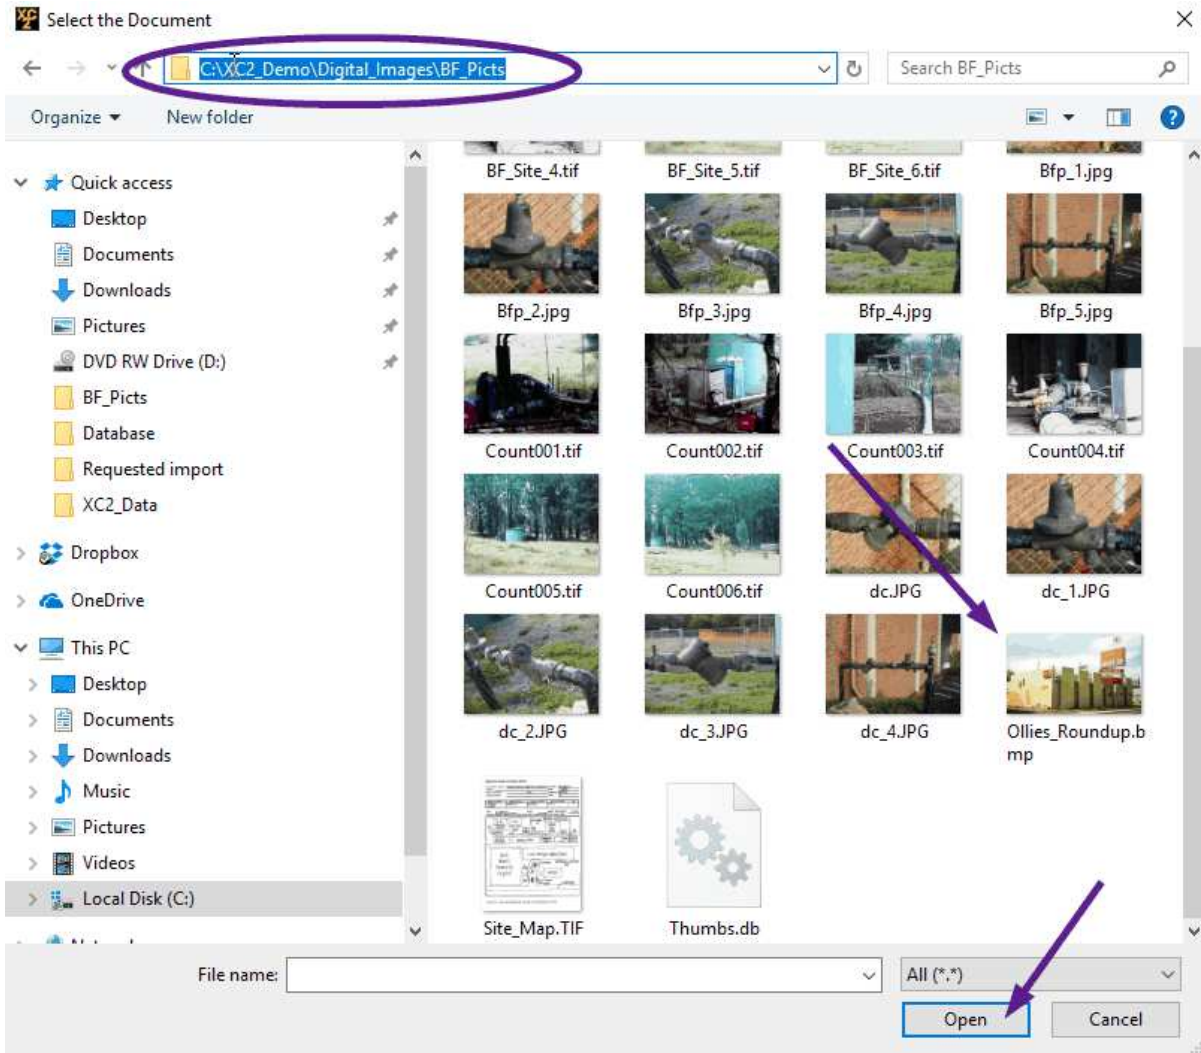 Select the Document
C:\XC2_Demo\Digital_Images\BF_Picts
Search BF_Picts
Organize
New folder
Quick access
Desktop
Documents
Downloads
Pictures
DVD RW Drive (D:)
BF_Picts
Database
Requested import
XC2_Data
Dropbox
OneDrive
This PC
Desktop
Documents
Downloads
Music
Pictures
Videos
Local Disk (C:)
BF_Site_4.tif
BF_Site_5.tif
BF_Site_6.tif
Bfp_1.jpg
Bfp_2.jpg
Bfp_3.jpg
Bfp_4.jpg
Bfp_5.jpg
Count001.tif
Count002.tif
Count003.tif
Count004.tif
Count005.tif
Count006.tif
dc.JPG
dc_1.JPG
dc_2.JPG
dc_3.JPG
dc_4.JPG
Ollies_Roundup.b
mp
Site_Map.TIF
Thumbs.db
File name:
All (*.*)
Open
Cancel